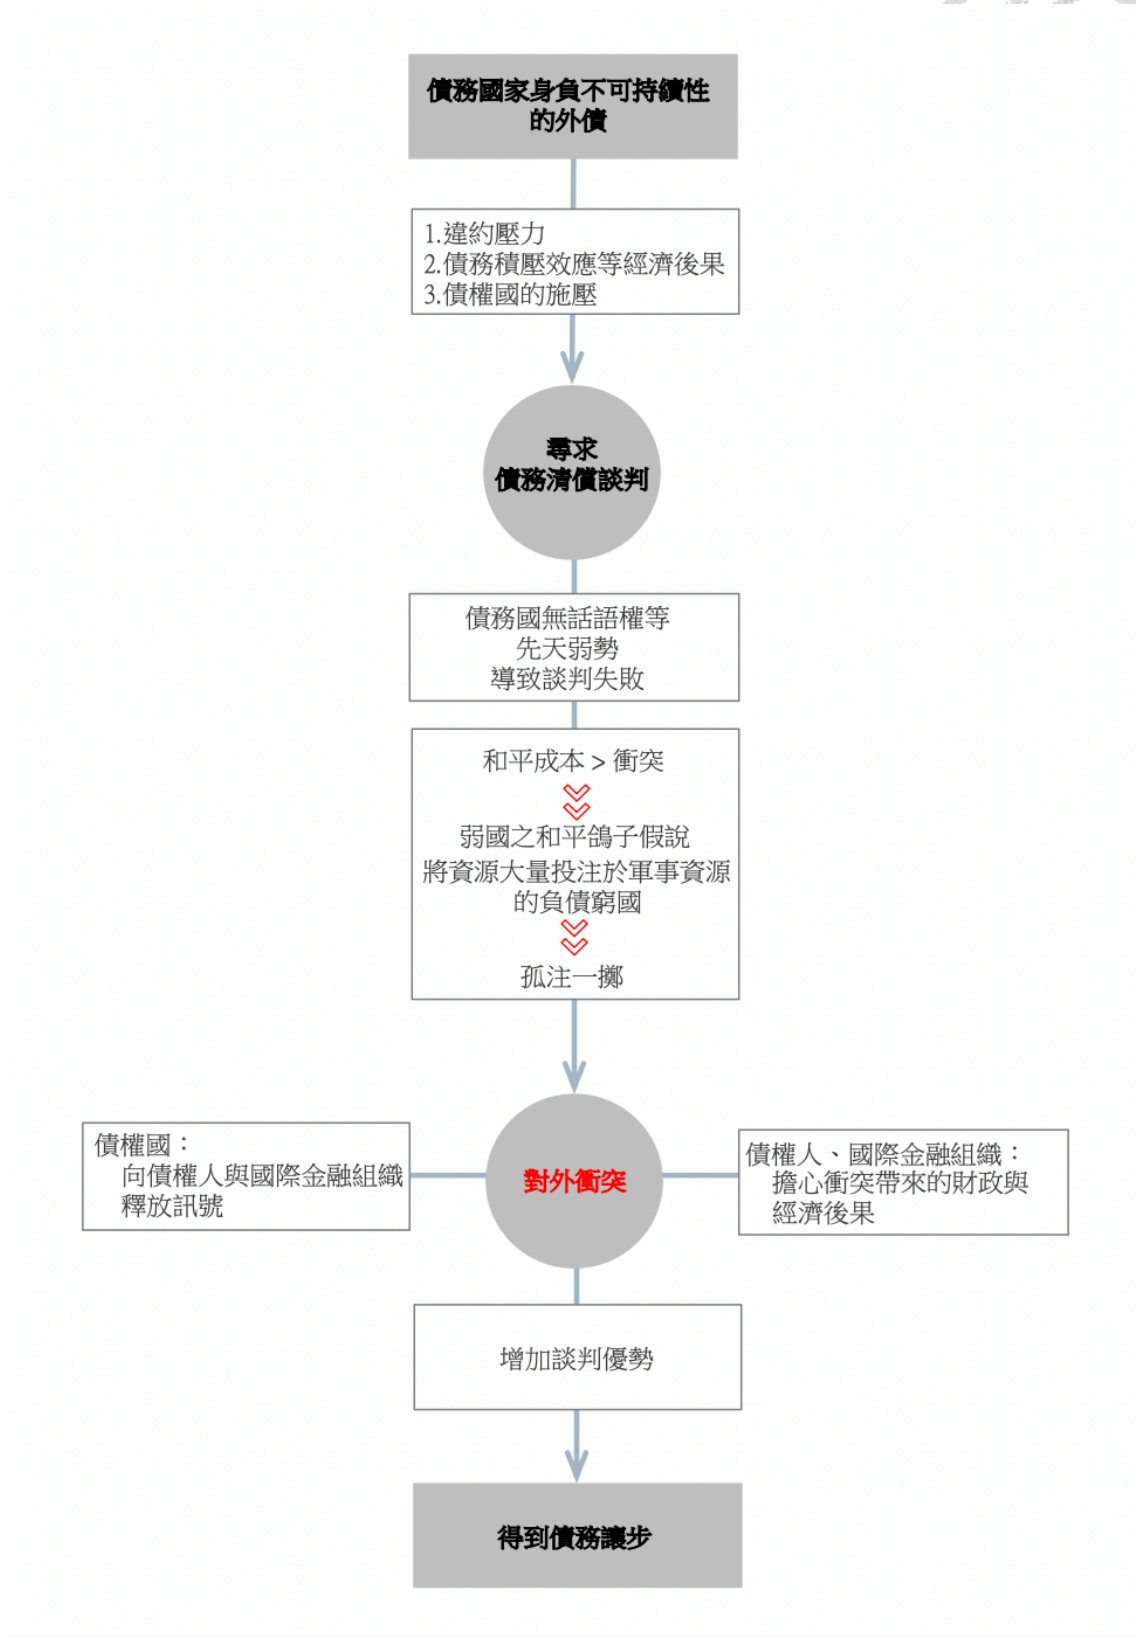 債務國家身負不可持續性
的外債
1.違約壓力
2.債務積壓效應等經濟後果
3.債權國的施壓
尋求
債務清償談判
債務國無話語權等
先天弱勢
導致談判失敗
和平成本 > 衝突
弱國之和平鴿子假說
將資源大量投注於軍事資源
的負債窮國
孤注一擲
債權國：
向債權人與國際金融組織
釋放訊號
對外衝突
債權人、國際金融組織：
擔心衝突帶來的財政與
經濟後果
增加談判優勢
得到債務讓步